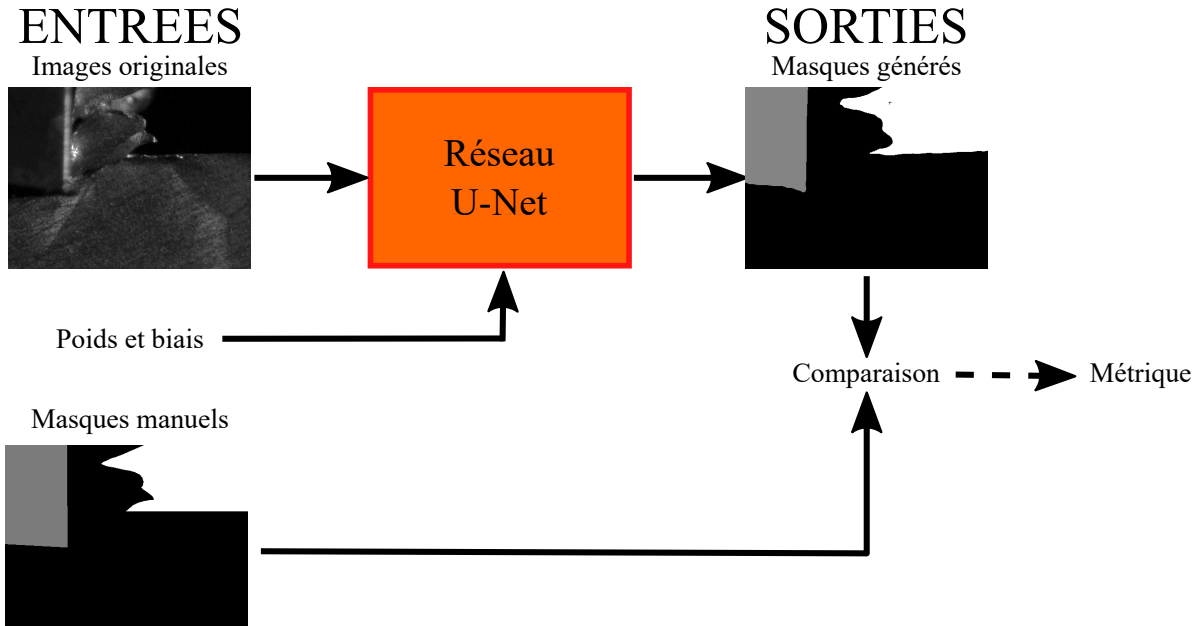 ENTREES
Images originales
SORTIES
Masques générés
Réseau
U-Net
Poids et biais
Comparaison
Métrique
Masques manuels